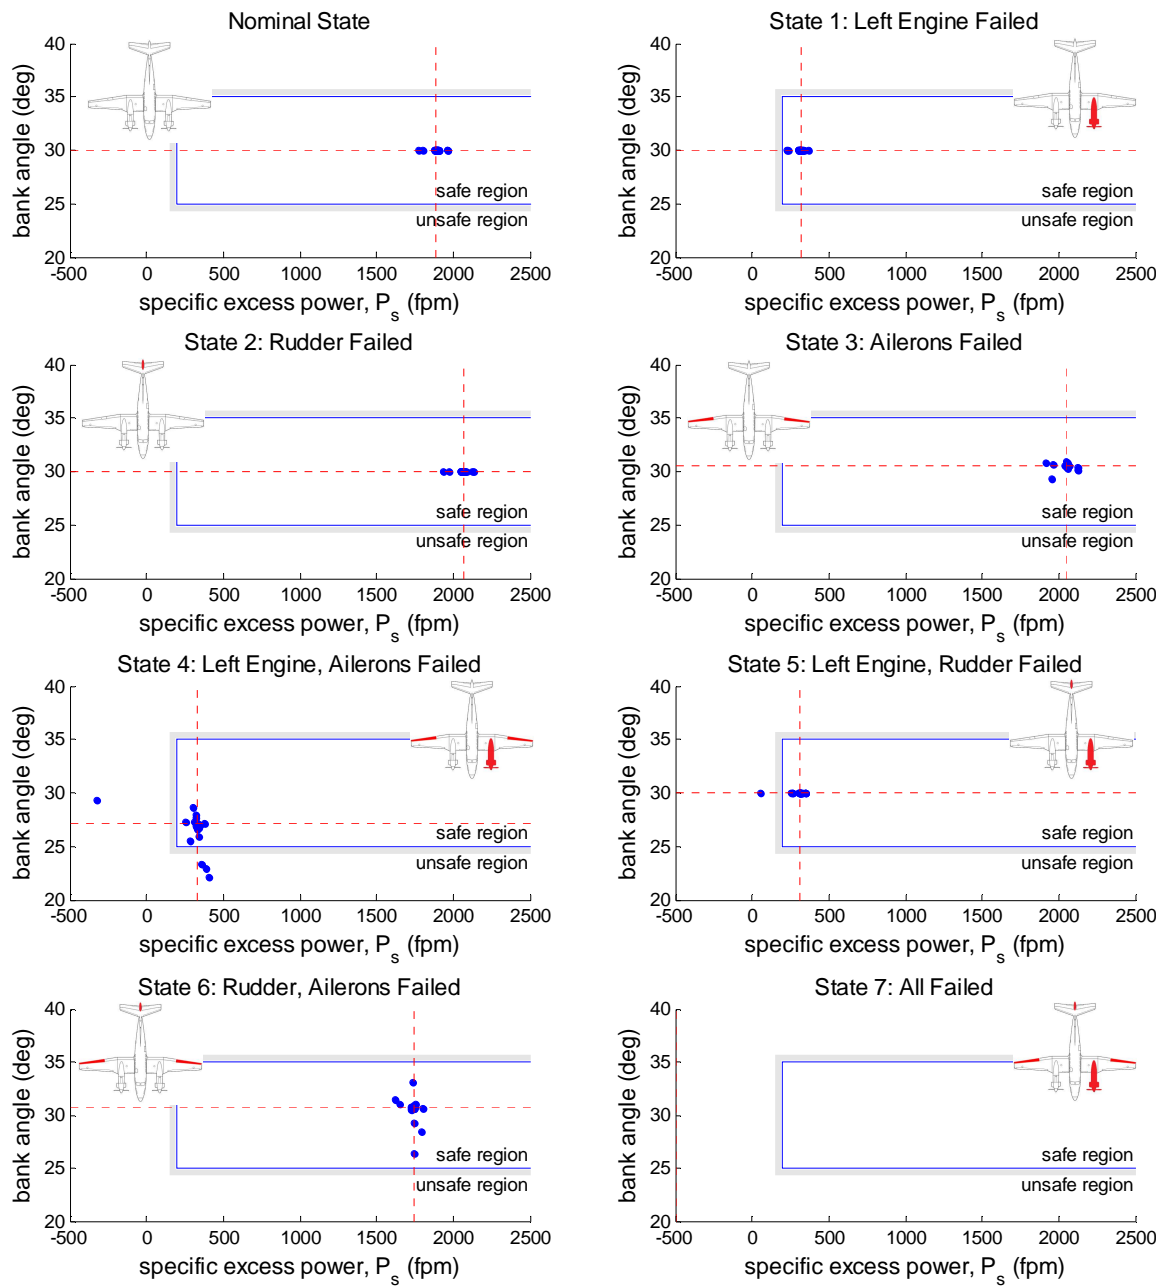 Nominal State
40
35
30
25
20
bank angle (deg)
safe region
unsafe region
-500 0 500 1000 1500 2000 2500
specific excess power, P_s (fpm)
State 1: Left Engine Failed
40
35
30
25
20
bank angle (deg)
safe region
unsafe region
-500 0 500 1000 1500 2000 2500
specific excess power, P_s (fpm)
State 2: Rudder Failed
40
35
30
25
20
bank angle (deg)
safe region
unsafe region
-500 0 500 1000 1500 2000 2500
specific excess power, P_s (fpm)
State 3: Ailerons Failed
40
35
30
25
20
bank angle (deg)
safe region
unsafe region
-500 0 500 1000 1500 2000 2500
specific excess power, P_s (fpm)
State 4: Left Engine, Ailerons Failed
40
35
30
25
20
bank angle (deg)
safe region
unsafe region
-500 0 500 1000 1500 2000 2500
specific excess power, P_s (fpm)
State 5: Left Engine, Rudder Failed
40
35
30
25
20
bank angle (deg)
safe region
unsafe region
-500 0 500 1000 1500 2000 2500
specific excess power, P_s (fpm)
State 6: Rudder, Ailerons Failed
40
35
30
25
20
bank angle (deg)
safe region
unsafe region
-500 0 500 1000 1500 2000 2500
specific excess power, P_s (fpm)
State 7: All Failed
40
35
30
25
20
bank angle (deg)
safe region
unsafe region
-500 0 500 1000 1500 2000 2500
specific excess power, P_s (fpm)